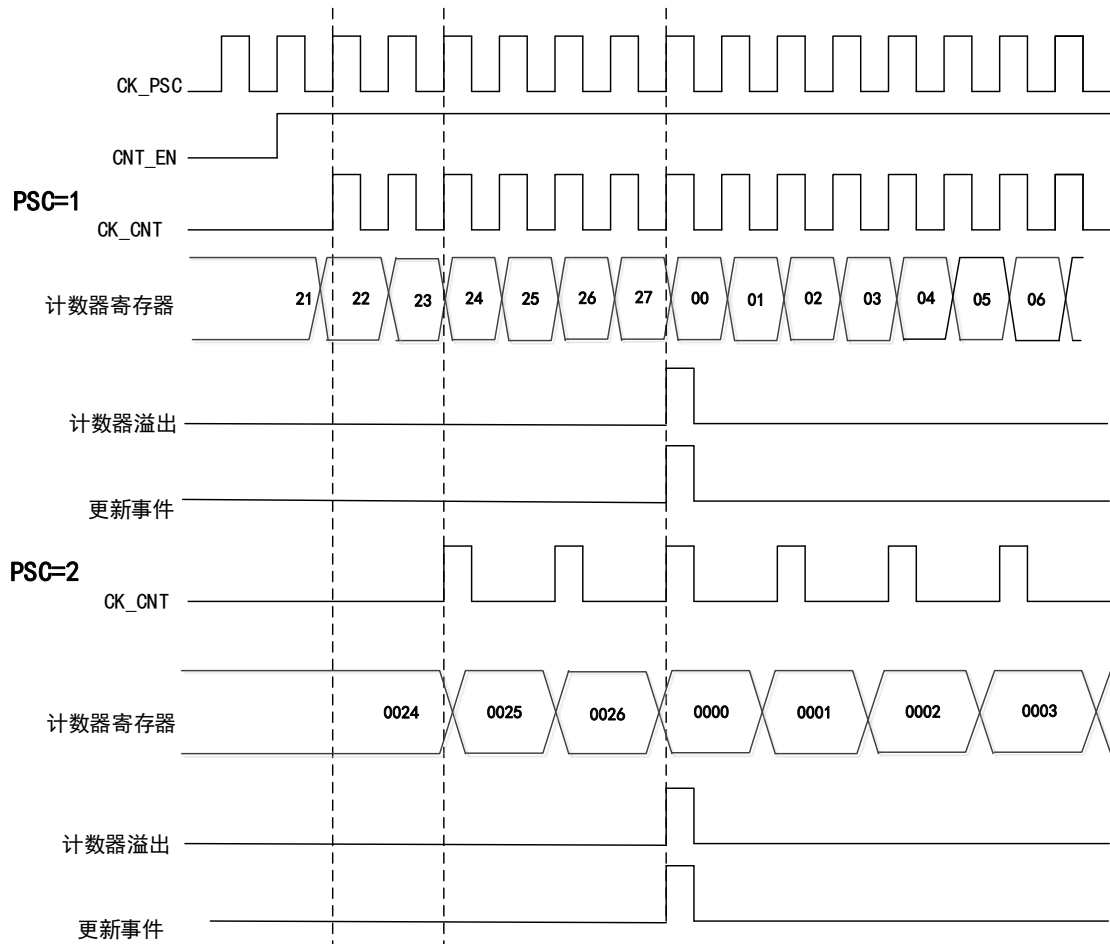 CK_PSC
CNT_EN
PSC=1
CK_CNT
计数器寄存器 21 22 23 24 25 26 27 00 01 02 03 04 05 06
计数器溢出
更新事件
PSC=2
CK_CNT
计数器寄存器 0024 0025 0026 0000 0001 0002 0003
计数器溢出
更新事件